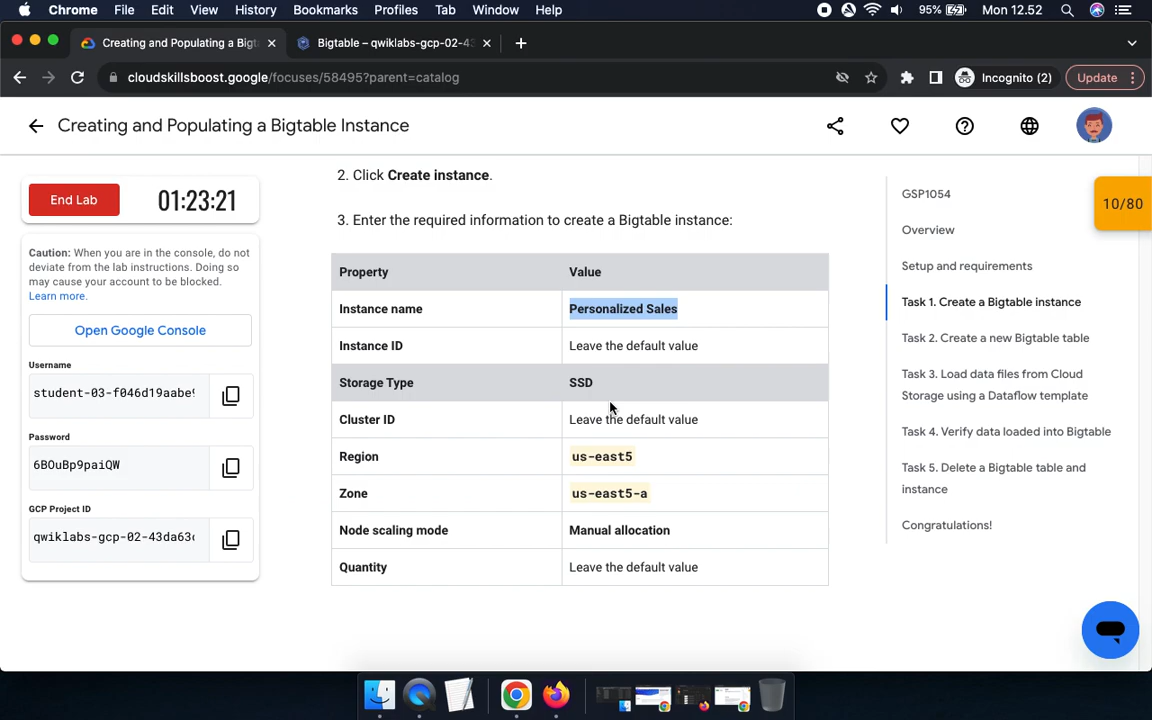 Chrome File Edit View History Bookmarks Profiles Tab Window Help 95% Mon 12.52
Creating and Populating a Bigt
Bigtable – qwiklabs-gcp-02-43
cloudskillsboost.google/focuses/58495?parent=catalog
Incognito (2)
Update
Creating and Populating a Bigtable Instance
End Lab
01:23:21
Caution: When you are in the console, do not
deviate from the lab instructions. Doing so
may cause your account to be blocked.
Learn more.
Open Google Console
Username
student-03-f046d19aabe9
Password
6BOuBp9paiQW
GCP Project ID
qwiklabs-gcp-02-43da63c
2. Click Create instance.
3. Enter the required information to create a Bigtable instance:
Property Value
Instance name Personalized Sales
Instance ID Leave the default value
Storage Type SSD
Cluster ID Leave the default value
Region us-east5
Zone us-east5-a
Node scaling mode Manual allocation
Quantity Leave the default value
GSP1054
Overview
Setup and requirements
Task 1. Create a Bigtable instance
Task 2. Create a new Bigtable table
Task 3. Load data files from Cloud
Storage using a Dataflow template
Task 4. Verify data loaded into Bigtable
Task 5. Delete a Bigtable table and
instance
Congratulations!
10/80